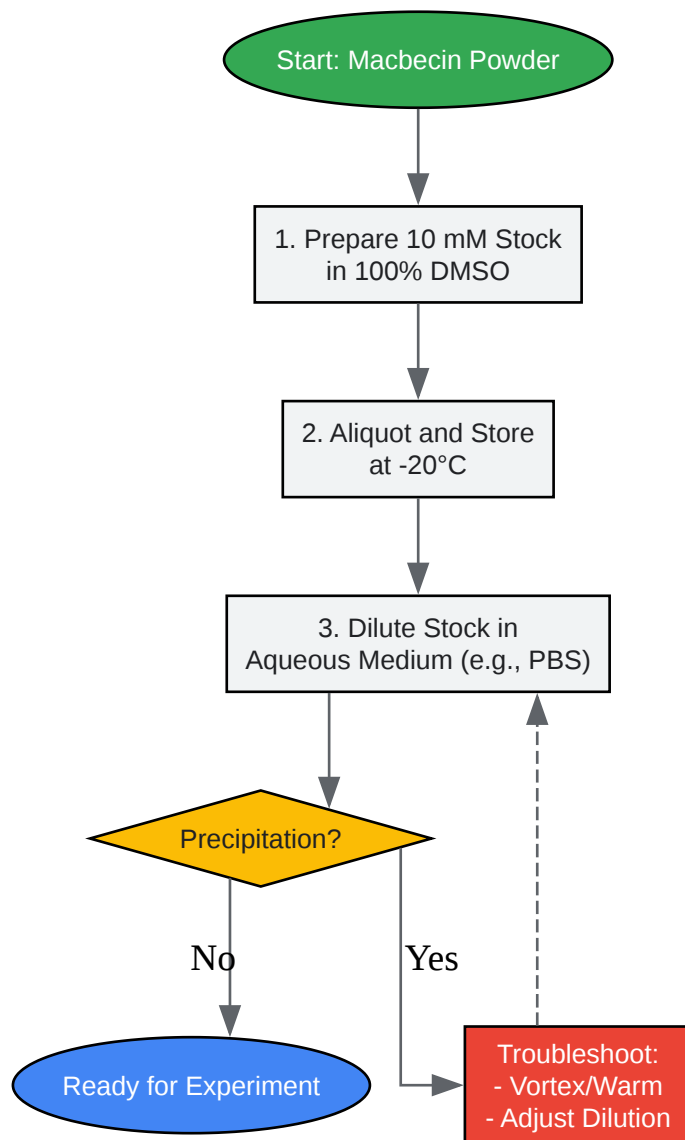 Start: Macbecin Powder
1. Prepare 10 mM Stock
in 100% DMSO
2. Aliquot and Store
at -20°C
3. Dilute Stock in
Aqueous Medium (e.g., PBS)
Precipitation?
No
Yes
Ready for Experiment
Troubleshoot:
- Vortex/Warm
- Adjust Dilution